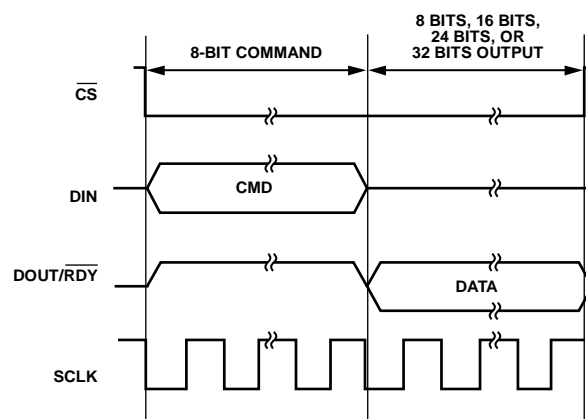 8 BITS, 16 BITS,
24 BITS, OR
32 BITS OUTPUT
8-BIT COMMAND
CS
DIN
CMD
DOUT/RDY
DATA
SCLK